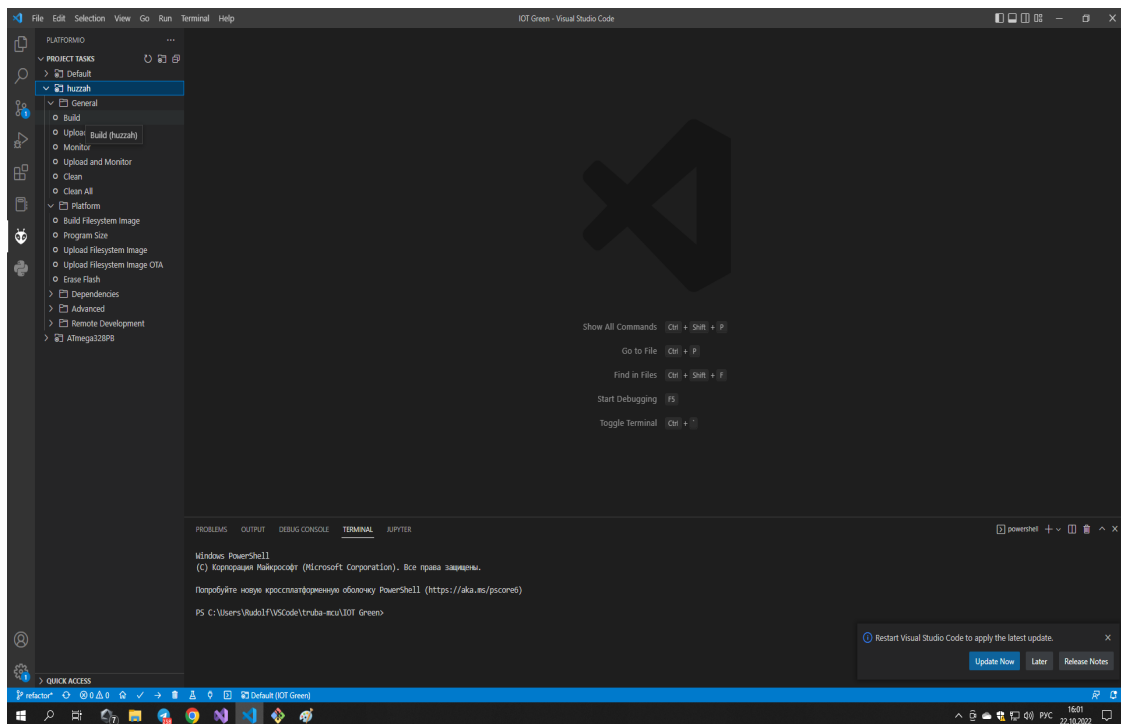 File Edit Selection View Go Run Terminal Help
IOT Green - Visual Studio Code
PLATFORMIO
PROJECT TASKS
Default
huzzah
General
Build
Upload
Build (huzzah)
Monitor
Upload and Monitor
Clean
Clean All
Platform
Build Filesystem Image
Program Size
Upload Filesystem Image
Upload Filesystem Image OTA
Erase Flash
Dependencies
Advanced
Remote Development
ATmega328PB
Show All Commands Ctrl + Shift + P
Go to File Ctrl + P
Find in Files Ctrl + Shift + F
Start Debugging F5
Toggle Terminal Ctrl + `
PROBLEMS OUTPUT DEBUG CONSOLE TERMINAL JUPYTER
powershell
Windows PowerShell
(C) Корпорация Майкрософт (Microsoft Corporation). Все права защищены.
Попробуйте новую кроссплатформенную оболочку PowerShell (https://aka.ms/pscore6)
PS C:\Users\Rudolf\VSCode\truba-mcu\IOT Green>
Restart Visual Studio Code to apply the latest update.
Update Now Later Release Notes
QUICK ACCESS
refactor* 0 0 Default (IOT Green)
РУС 16:01
22.10.2022